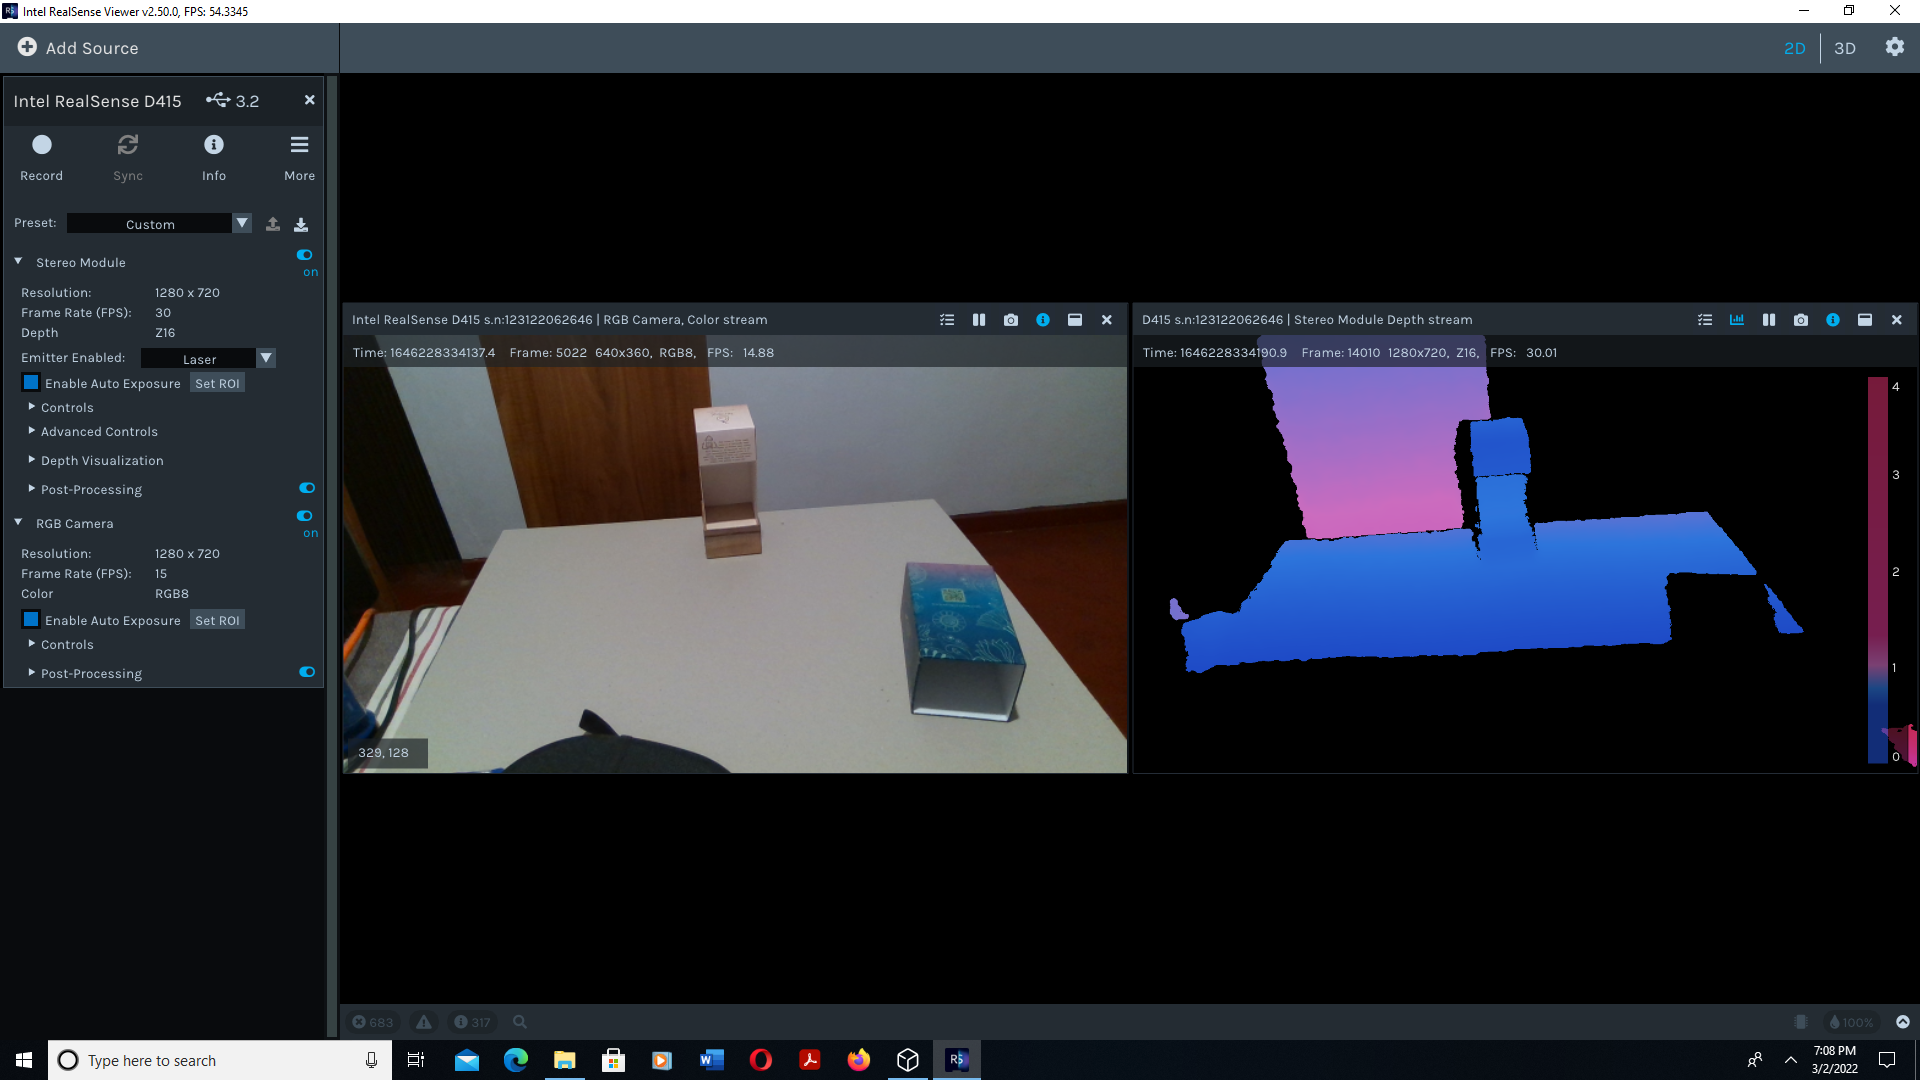 Intel RealSense Viewer v2.50.0, FPS: 54.3345
Add Source
2D | 3D
Intel RealSense D415 3.2
Record Sync Info More
Preset: Custom
Stereo Module
on
Resolution: 1280 x 720
Frame Rate (FPS): 30
Depth Z16
Emitter Enabled: Laser
Enable Auto Exposure Set ROI
Controls
Advanced Controls
Depth Visualization
Post-Processing
RGB Camera
on
Resolution: 1280 x 720
Frame Rate (FPS): 15
Color RGB8
Enable Auto Exposure Set ROI
Controls
Post-Processing
Intel RealSense D415 s.n:123122062646 | RGB Camera, Color stream
Time: 1646228334137.4 Frame: 5022 640x360, RGB8, FPS: 14.88
329, 128
D415 s.n:123122062646 | Stereo Module Depth stream
Time: 1646228334190.9 Frame: 14010 1280x720, Z16, FPS: 30.01
4
3
2
1
0
683 317 100%
Type here to search
RS
7:08 PM
3/2/2022